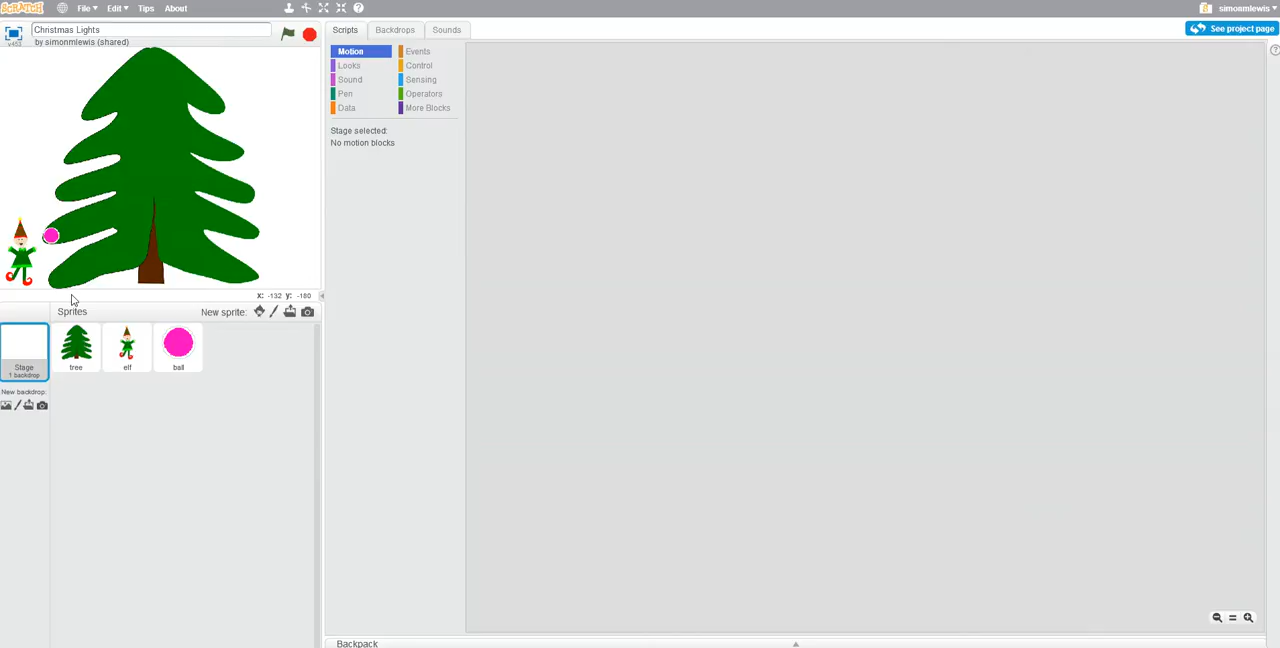 SCRATCH File Edit Tips About simonmlewis
v453 Christmas Lights
by simonmlewis (shared)
Scripts Backdrops Sounds See project page
Motion Events
Looks Control
Sound Sensing
Pen Operators
Data More Blocks
Stage selected:
No motion blocks
X: -132 y: -180
Sprites New sprite:
Stage
1 backdrop
tree elf ball
New backdrop:
Backpack